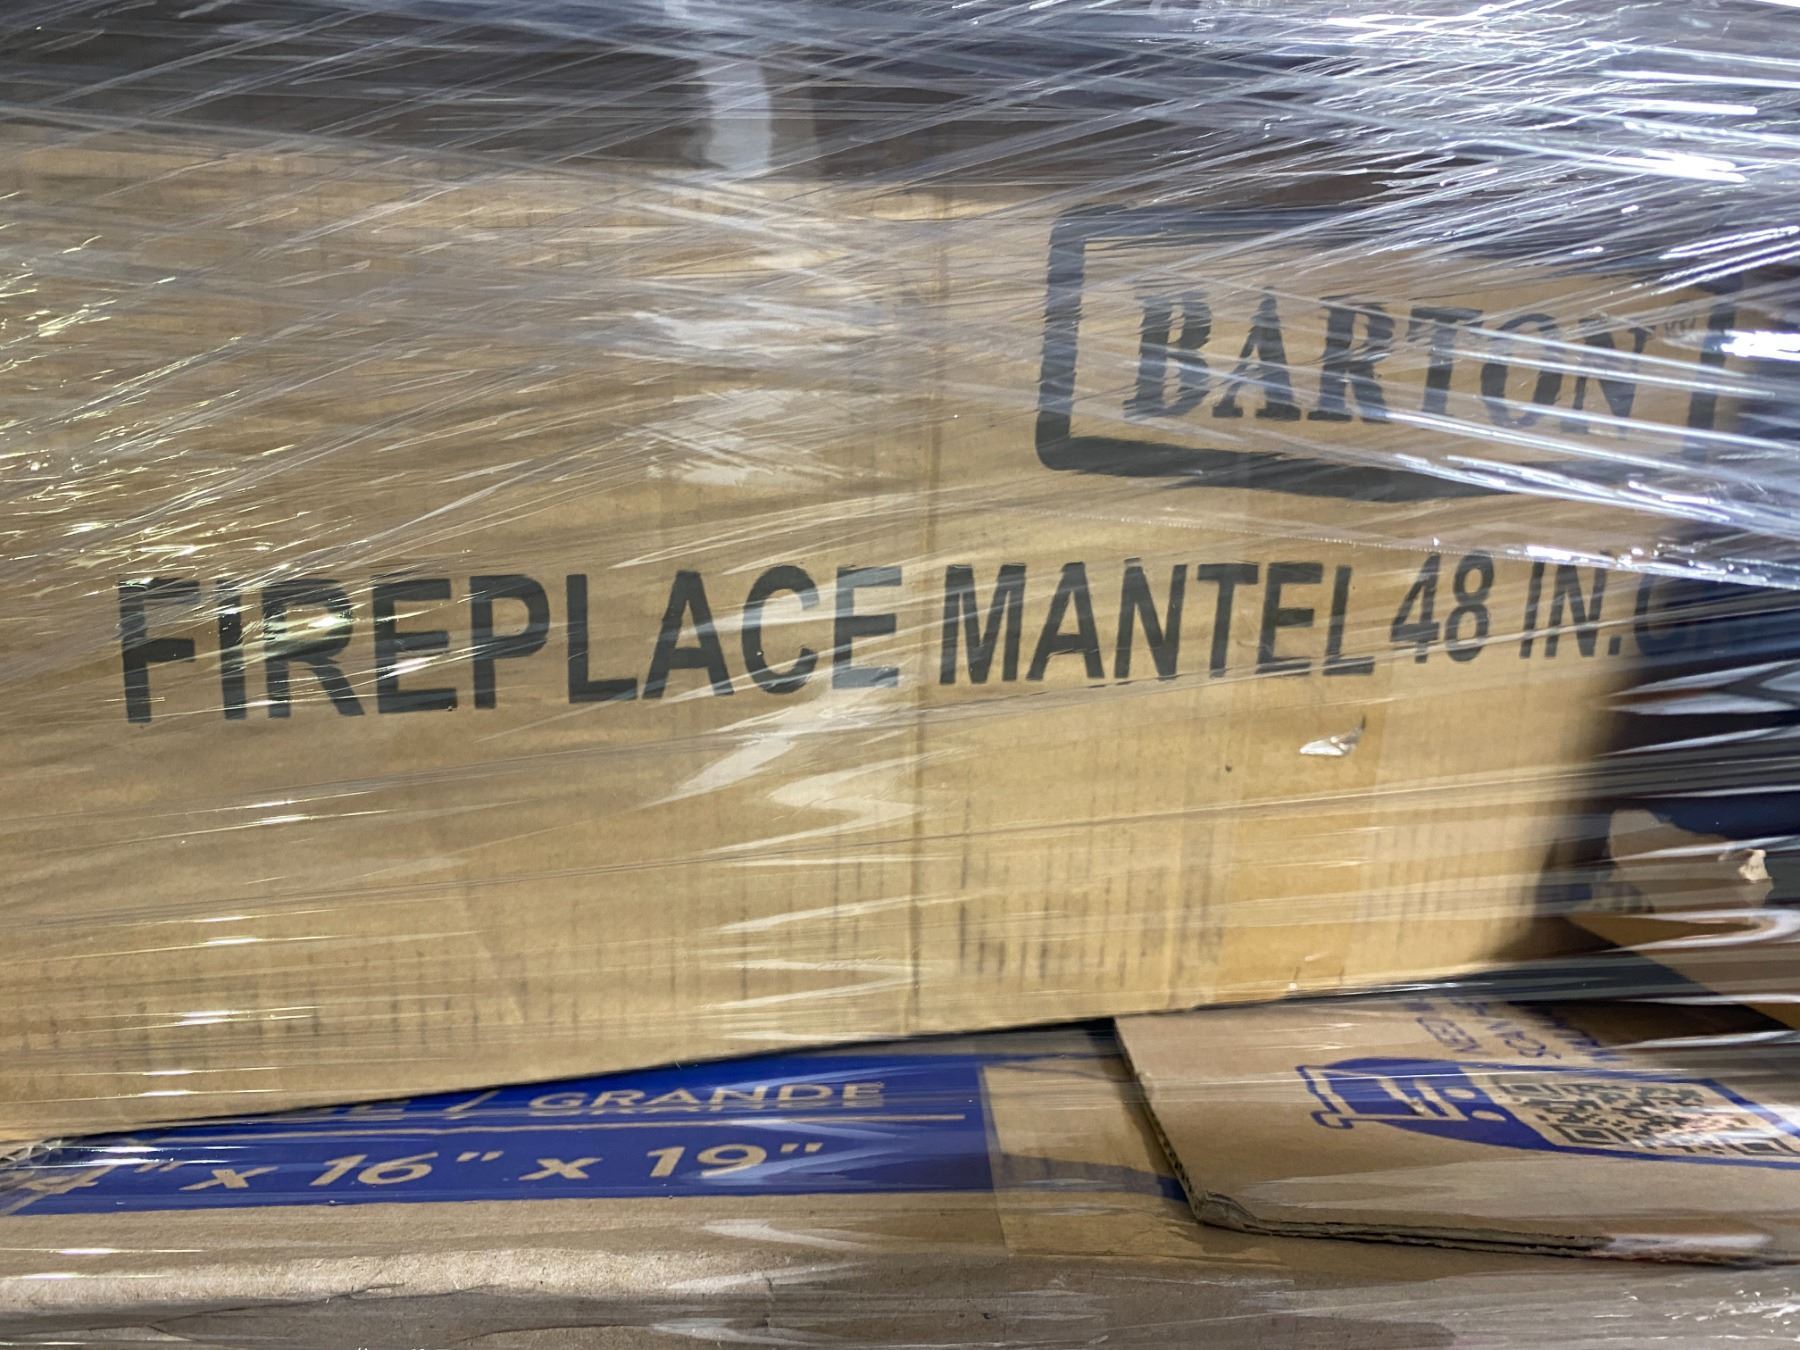 BARTON
FIREPLACE MANTEL 48 IN.
/ GRANDE
x 16" x 19"